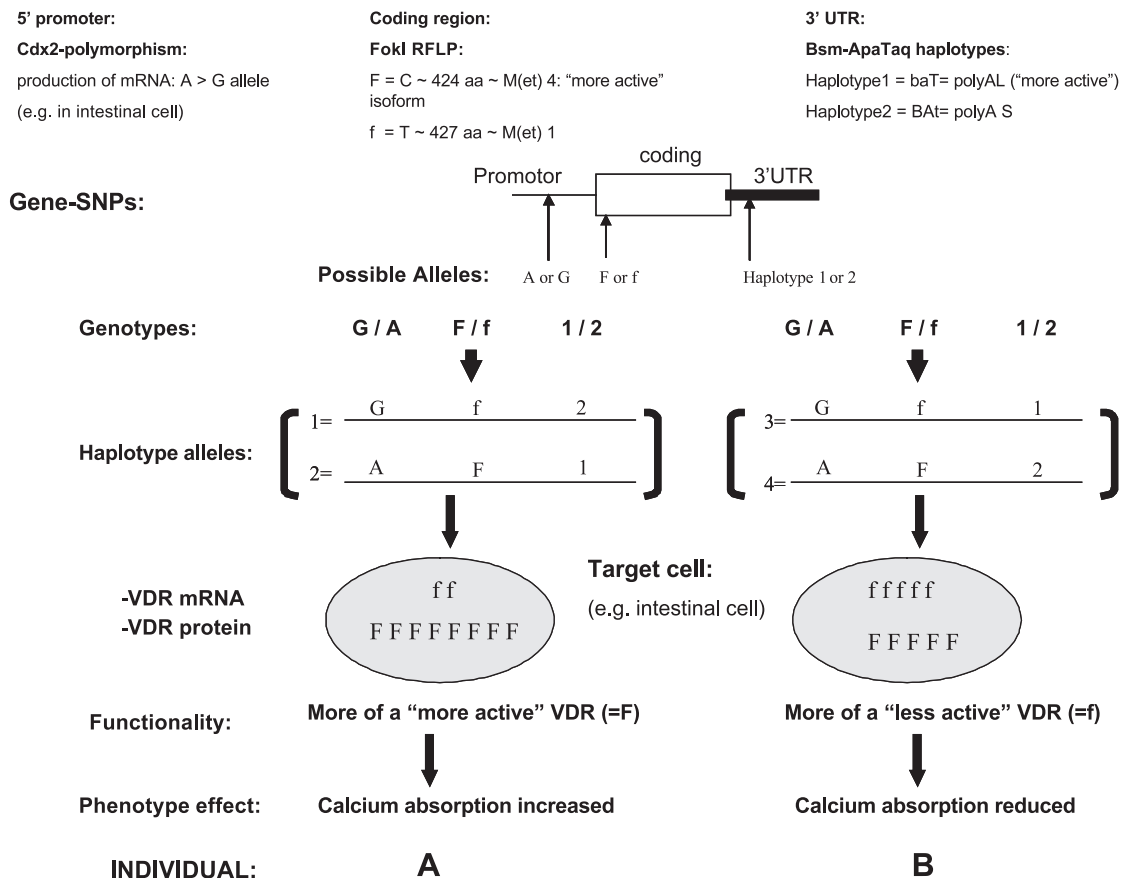 5’ promoter:
Cdx2-polymorphism:
production of mRNA: A > G allele
(e.g. in intestinal cell)
Coding region:
FokI RFLP:
F = C ~ 424 aa ~ M(et) 4: “more active”
isoform
f = T ~ 427 aa ~ M(et) 1
3’ UTR:
Bsm-ApaTaq haplotypes:
Haplotype1 = baT= polyAL (“more active”)
Haplotype2 = BAt= polyA S
Gene-SNPs:
Promotor
coding
3’UTR
Possible Alleles:
A or G
F or f
Haplotype 1 or 2
Genotypes:
G / A F / f 1 / 2
G / A F / f 1 / 2
Haplotype alleles:
1= G f 2
2= A F 1
3= G f 1
4= A F 2
-VDR mRNA
-VDR protein
f f
F F F F F F F F
Target cell:
(e.g. intestinal cell)
f f f f f
F F F F F
Functionality:
More of a “more active” VDR (=F)
More of a “less active” VDR (=f)
Phenotype effect:
Calcium absorption increased
Calcium absorption reduced
INDIVIDUAL:
A
B